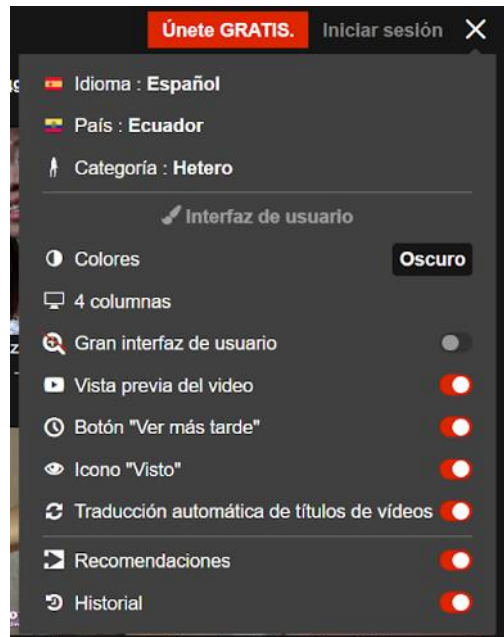 Únete GRATIS. Iniciar sesión
Idioma : Español
País : Ecuador
Categoría : Hetero
Interfaz de usuario
Colores Oscuro
4 columnas
Gran interfaz de usuario
Vista previa del video
Botón "Ver más tarde"
Icono "Visto"
Traducción automática de títulos de vídeos
Recomendaciones
Historial